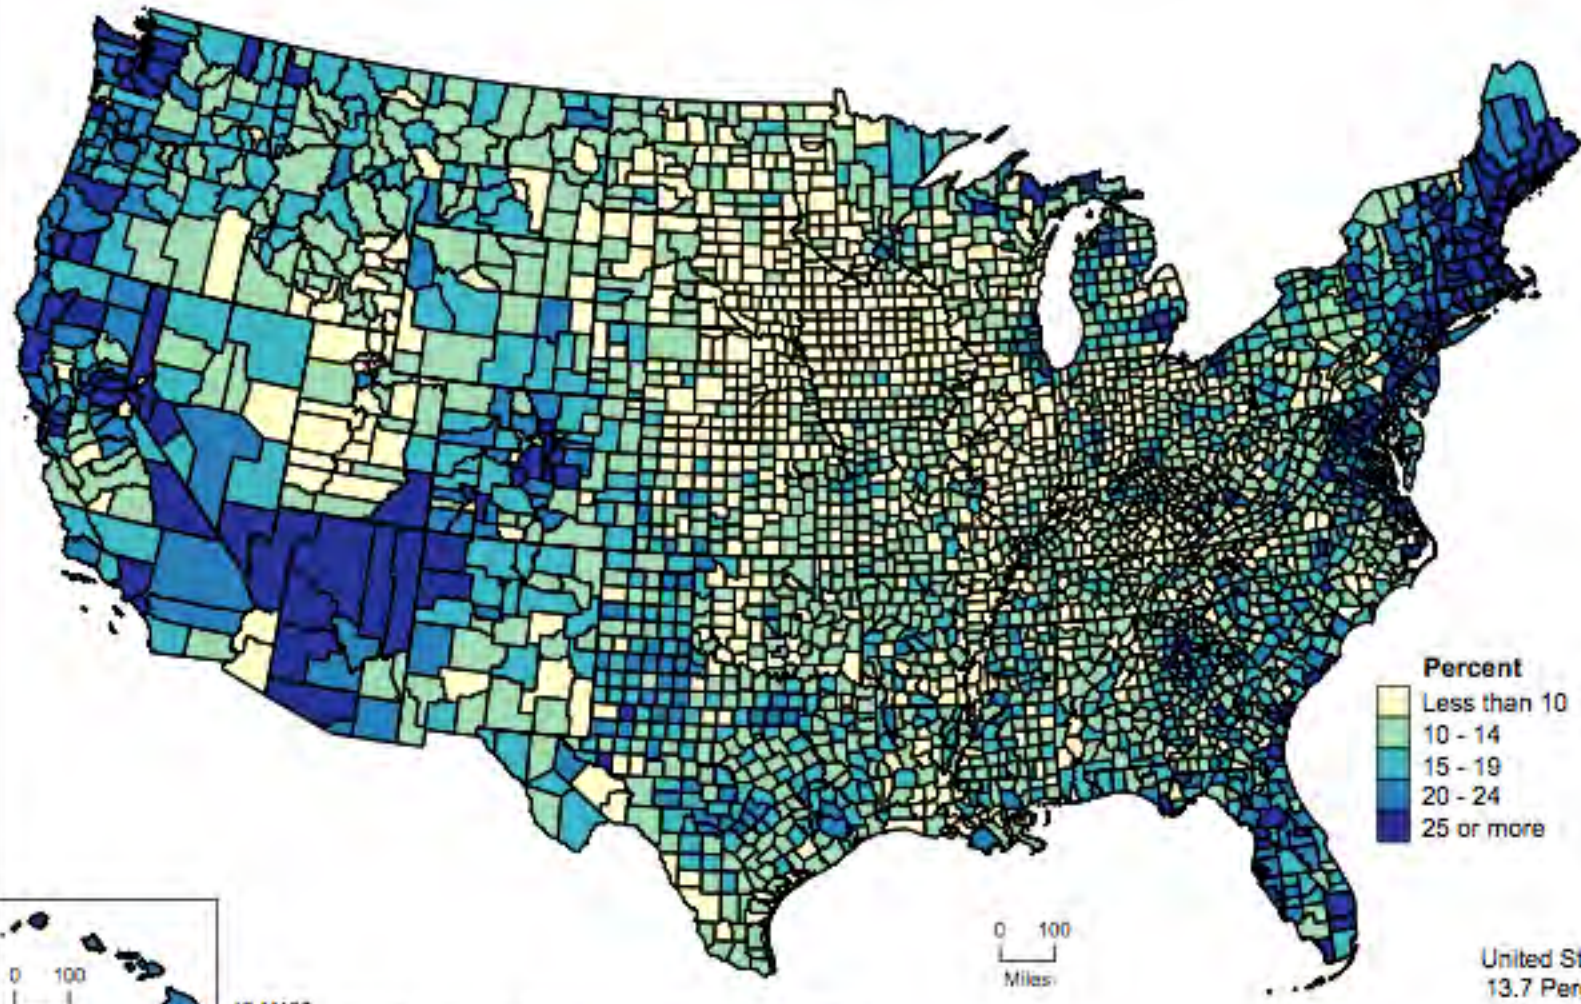 Percent
Less than 10
10 - 14
15 - 19
20 - 24
25 or more
0 100
Miles
0 100
United St
13.7 Per